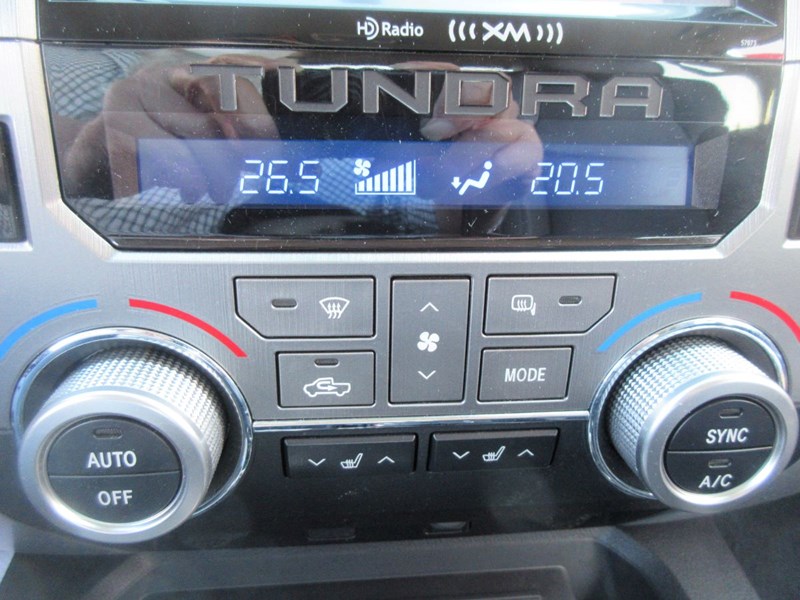 HD Radio XM
TUNDRA
26.5 20.5
MODE
AUTO
OFF
SYNC
A/C